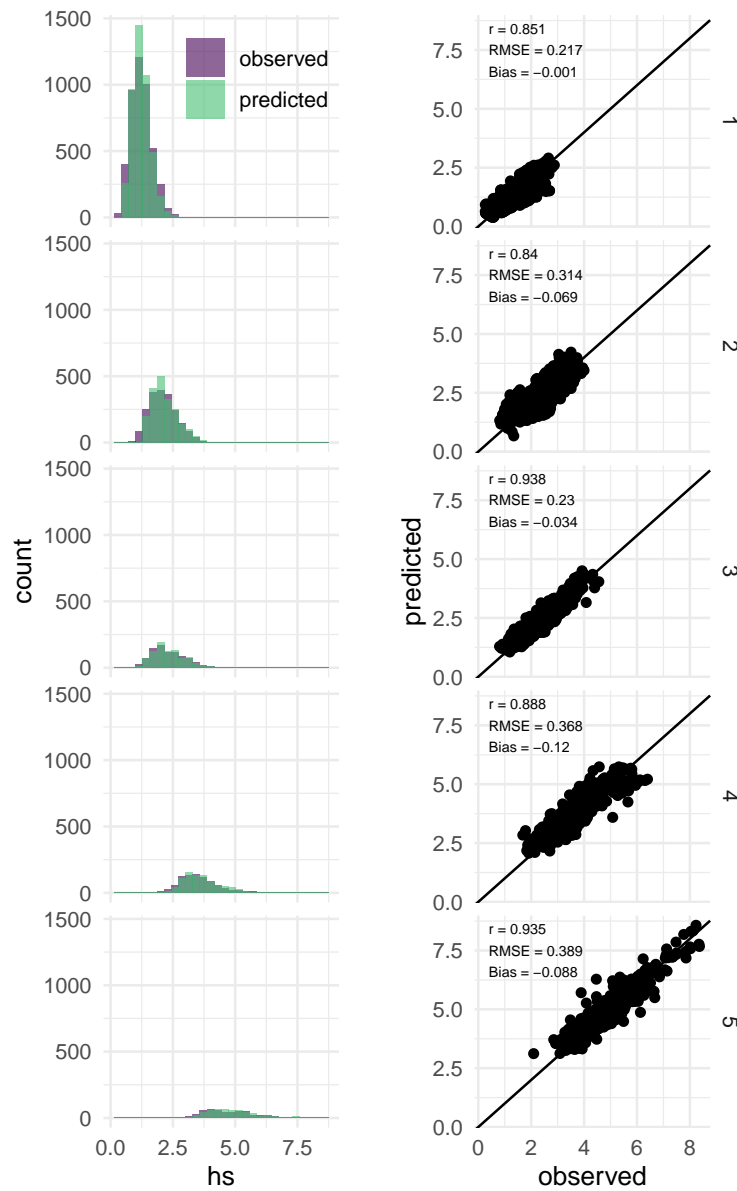 1500
1000
500
0
observed
predicted
1500
1000
500
0
1500
1000
500
0
1500
1000
500
0
1500
1000
500
0
0.0 2.5 5.0 7.5
hs
count
r = 0.851
RMSE = 0.217
Bias = −0.001
7.5
5.0
2.5
0.0
1
r = 0.84
RMSE = 0.314
Bias = −0.069
7.5
5.0
2.5
0.0
2
r = 0.938
RMSE = 0.23
Bias = −0.034
7.5
5.0
2.5
0.0
3
r = 0.888
RMSE = 0.368
Bias = −0.12
7.5
5.0
2.5
0.0
4
r = 0.935
RMSE = 0.389
Bias = −0.088
7.5
5.0
2.5
0.0
5
0 2 4 6 8
observed
predicted